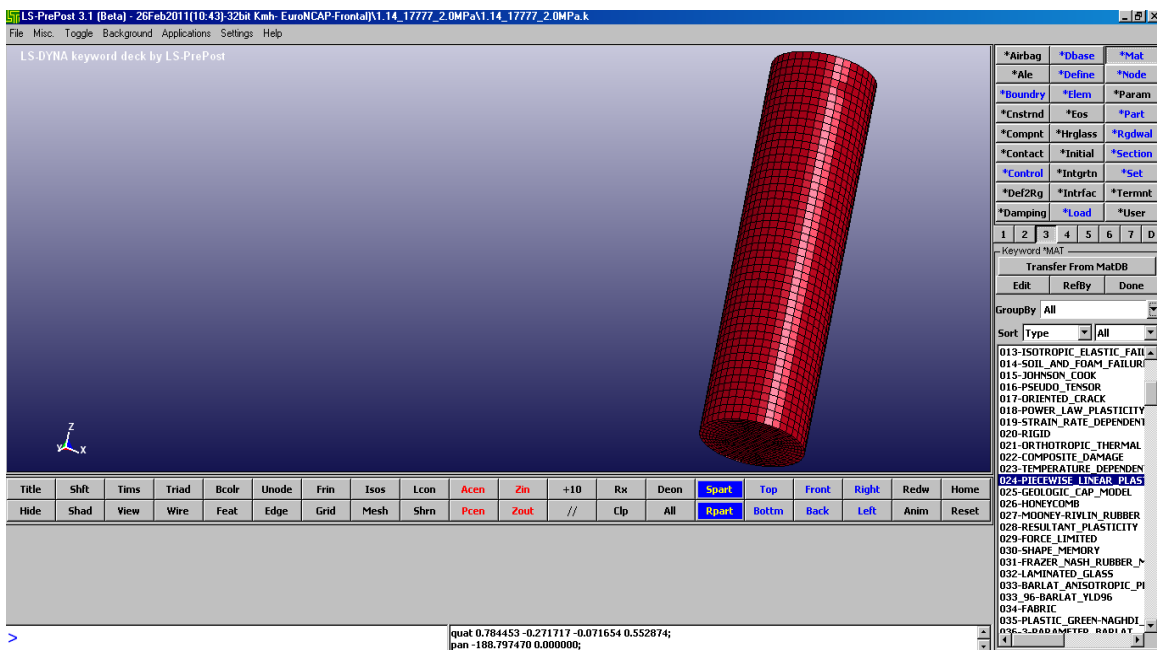 LS-PrePost 3.1 (Beta) - 26Feb2011(10:43)-32bit Kmh- EuroNCAP-Frontal)\1.14_17777_2.0MPa\1.14_17777_2.0MPa.k
File Misc. Toggle Background Applications Settings Help
LS-DYNA keyword deck by LS-PrePost
Z
Y X
*Airbag *Dbase *Mat
*Ale *Define *Node
*Boundry *Elem *Param
*Cnstrnd *Eos *Part
*Compnt *Hrglass *Rgdwal
*Contact *Initial *Section
*Control *Intgrtn *Set
*Def2Rg *Intrfac *Termnt
*Damping *Load *User
1 2 3 4 5 6 7 D
Keyword *MAT
Transfer From MatDB
Edit RefBy Done
GroupBy All
Sort Type All
013-ISOTROPIC_ELASTIC_FAIL
014-SOIL_AND_FOAM_FAILUR
015-JOHNSON_COOK
016-PSEUDO_TENSOR
017-ORIENTED_CRACK
018-POWER_LAW_PLASTICITY
019-STRAIN_RATE_DEPENDENT
020-RIGID
021-ORTHOTROPIC_THERMAL
022-COMPOSITE_DAMAGE
023-TEMPERATURE_DEPENDEN
024-PIECEWISE_LINEAR_PLAST
025-GEOLOGIC_CAP_MODEL
026-HONEYCOMB
027-MOONEY-RIVLIN_RUBBER
028-RESULTANT_PLASTICITY
029-FORCE_LIMITED
030-SHAPE_MEMORY
031-FRAZER_NASH_RUBBER_M
032-LAMINATED_GLASS
033-BARLAT_ANISOTROPIC_PL
033_96-BARLAT_YLD96
034-FABRIC
035-PLASTIC_GREEN-NAGHDI_
036-3-PARAMETER_BARLAT
Title Shft Tims Triad Bcolr Unode Frin Isos Lcon Acen Zin +10 Rx Deon Spart Top Front Right Redw Home
Hide Shad View Wire Feat Edge Grid Mesh Shrn Pcen Zout // Clp All Rpart Bottm Back Left Anim Reset
>
quat 0.784453 -0.271717 -0.071654 0.552874;
pan -188.797470 0.000000;